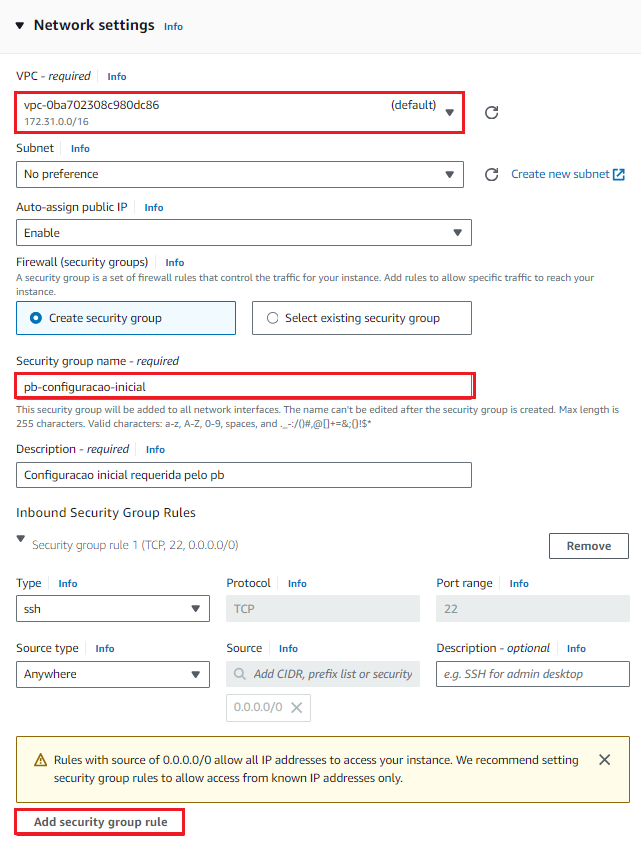 Network settings Info
VPC - required Info
vpc-0ba702308c980dc86 (default)
172.31.0.0/16
Subnet Info
No preference
Create new subnet
Auto-assign public IP Info
Enable
Firewall (security groups) Info
A security group is a set of firewall rules that control the traffic for your instance. Add rules to allow specific traffic to reach your
instance.
Create security group
Select existing security group
Security group name - required
pb-configuracao-inicial
This security group will be added to all network interfaces. The name can't be edited after the security group is created. Max length is
255 characters. Valid characters: a-z, A-Z, 0-9, spaces, and ._-:/()#,@[]+=&;{}!$*
Description - required Info
Configuracao inicial requerida pelo pb
Inbound Security Group Rules
Security group rule 1 (TCP, 22, 0.0.0.0/0)
Remove
Type Info Protocol Info Port range Info
ssh TCP 22
Source type Info Source Info Description - optional Info
Anywhere Add CIDR, prefix list or security e.g. SSH for admin desktop
0.0.0.0/0
Rules with source of 0.0.0.0/0 allow all IP addresses to access your instance. We recommend setting
security group rules to allow access from known IP addresses only.
Add security group rule